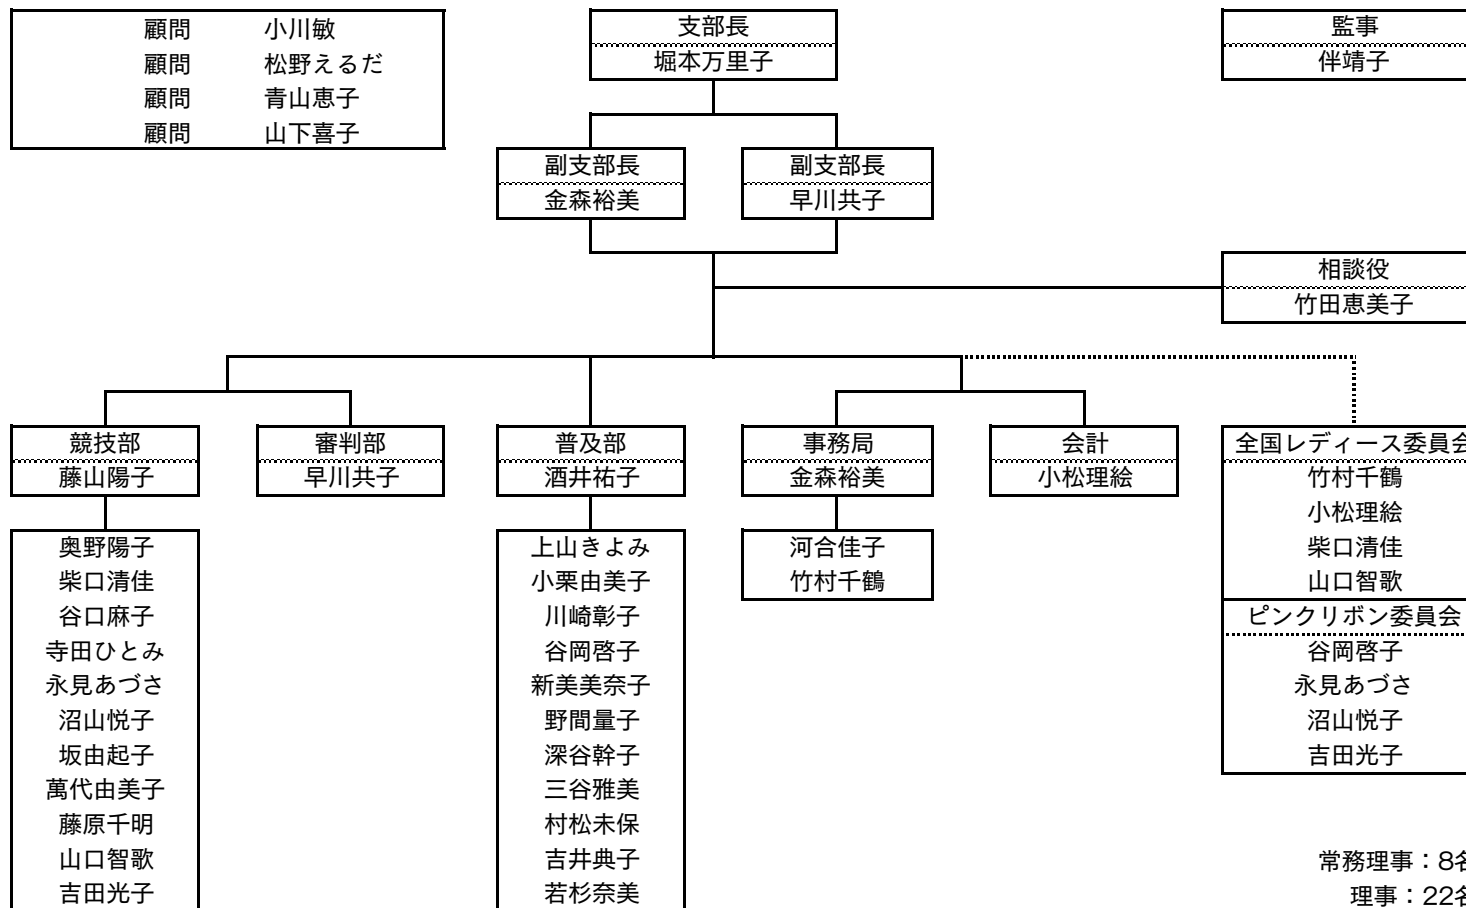 顧問 小川敏
顧問 松野えるだ
顧問 青山恵子
顧問 山下喜子
支部長
堀本万里子
監事
伴靖子
副支部長
金森裕美
副支部長
早川共子
相談役
竹田恵美子
競技部
藤山陽子
審判部
早川共子
普及部
酒井祐子
事務局
金森裕美
会計
小松理絵
全国レディース委員会
竹村千鶴
小松理絵
柴口清佳
山口智歌
ピンクリボン委員会
谷岡啓子
永見あづさ
沼山悦子
吉田光子
奥野陽子
柴口清佳
谷口麻子
寺田ひとみ
永見あづさ
沼山悦子
坂由起子
萬代由美子
藤原千明
山口智歌
吉田光子
上山きよみ
小栗由美子
川崎彰子
谷岡啓子
新美美奈子
野間量子
深谷幹子
三谷雅美
村松未保
吉井典子
若杉奈美
河合佳子
竹村千鶴
常務理事：8名
理事：22名